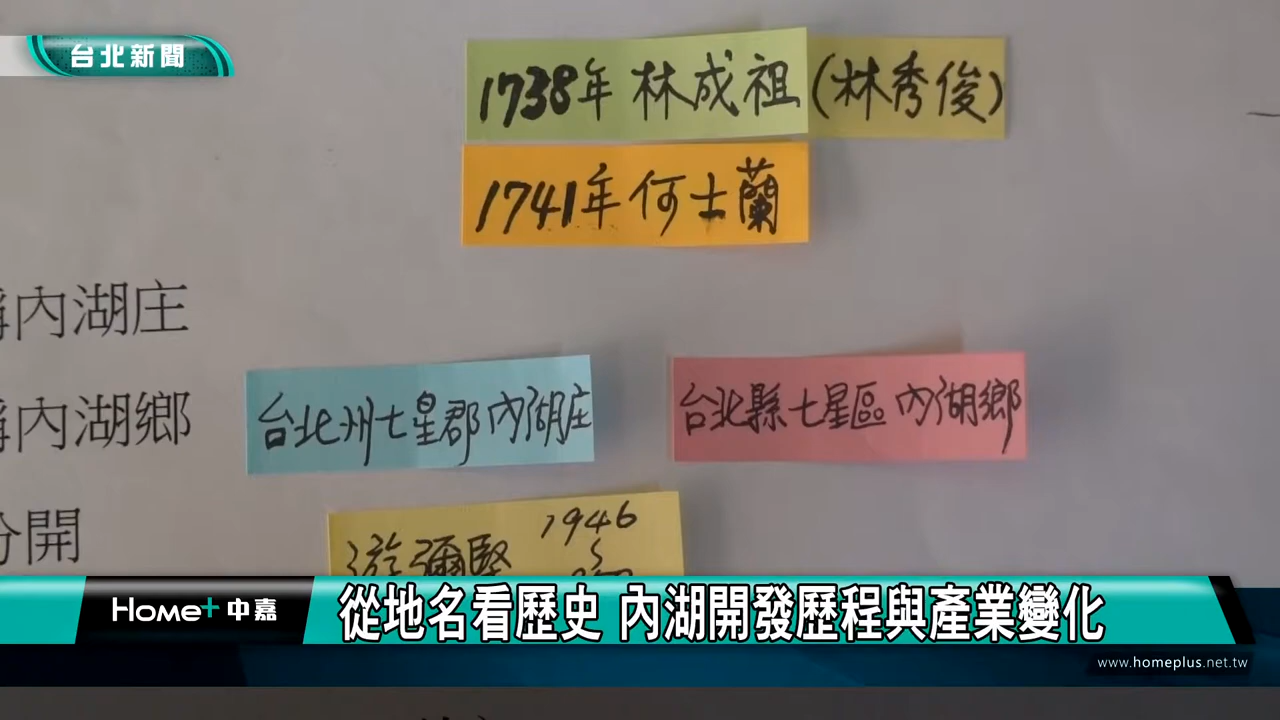 台北新聞
1738年 林成祖(林秀俊)
1741年 何士蘭
內湖庄
內湖鄉
台北州七星郡內湖庄
台北縣七星區內湖鄉
開
游彌堅 1946
Home+中嘉
從地名看歷史 內湖開發歷程與產業變化
www.homeplus.net.tw